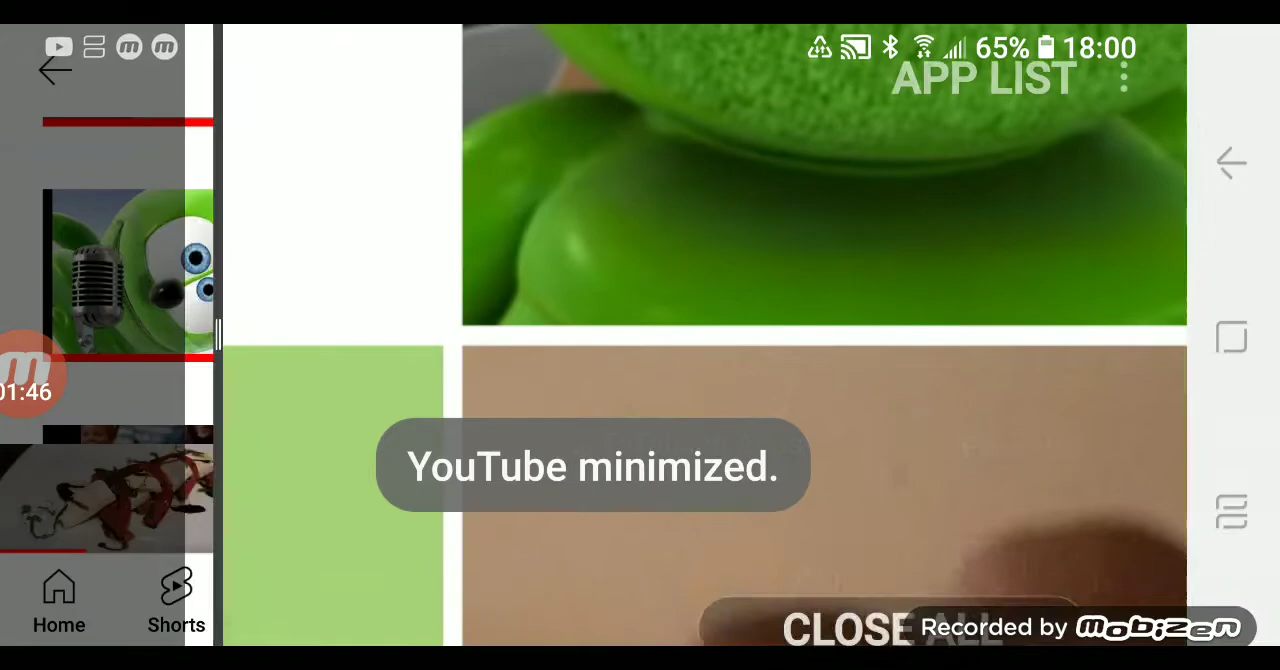 65% 18:00
APP LIST
01:46
YouTube minimized.
Home
Shorts
CLOSE ALL
Recorded by mobizen